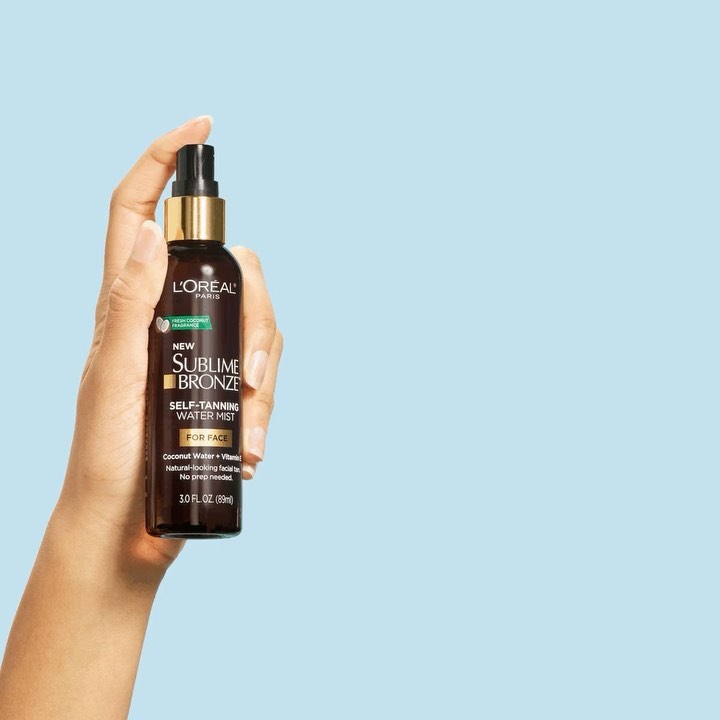 L'ORÉAL
PARIS
FRESH COCONUT
FRAGRANCE
NEW
SUBLIME
BRONZE
SELF-TANNING
WATER MIST
FOR FACE
Coconut Water + Vitamin E
Natural-looking facial tan.
No prep needed.
3.0 FL. OZ. (89ml)